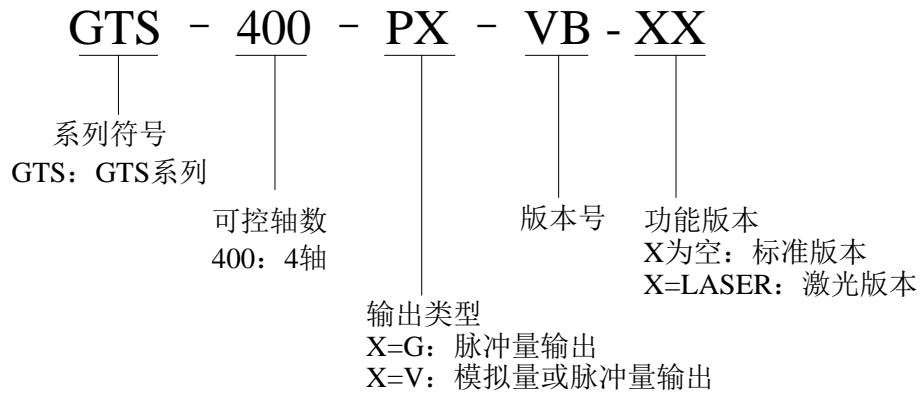 GTS - 400 - PX - VB - XX
系列符号
GTS：GTS系列
可控轴数
400：4轴
输出类型
X=G：脉冲量输出
X=V：模拟量或脉冲量输出
版本号
功能版本
X为空：标准版本
X=LASER：激光版本